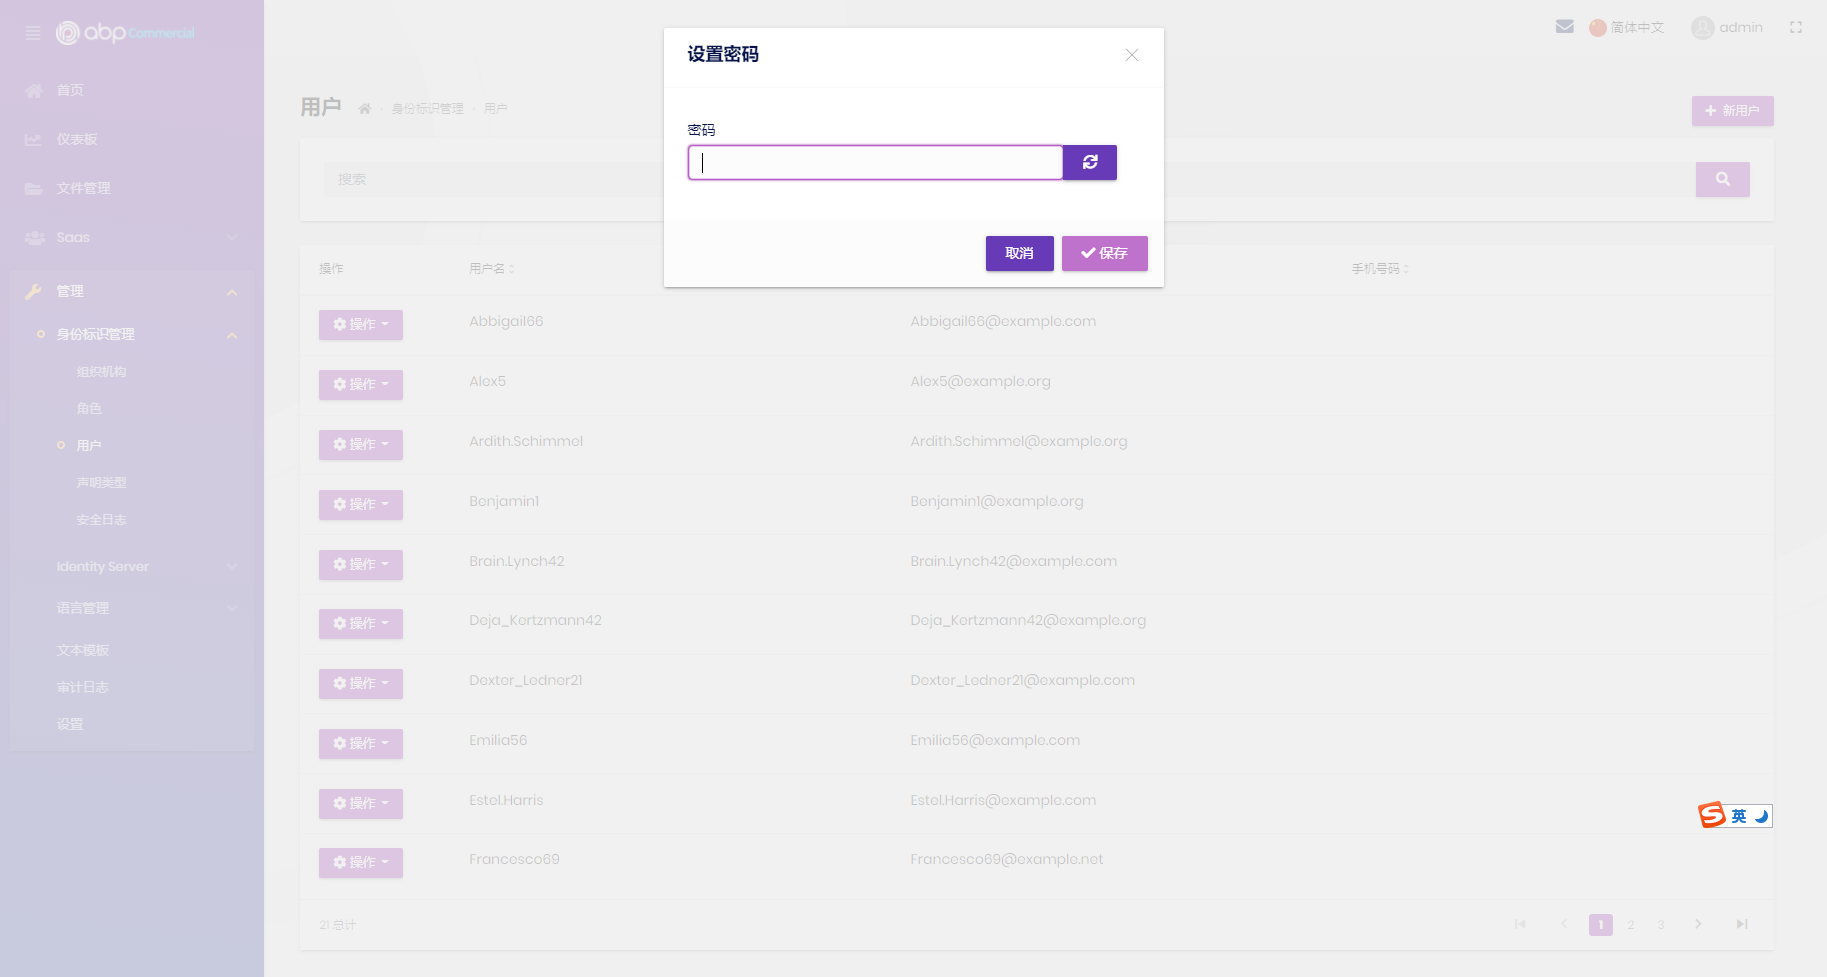 abp Commercial
简体中文
admin
设置密码
密码
取消
保存
首页
仪表板
文件管理
Saas
管理
身份标识管理
组织机构
角色
用户
声明类型
安全日志
Identity Server
语言管理
文本模板
审计日志
设置
用户
身份标识管理
用户
新用户
搜索
操作 用户名 手机号码
操作 Abbigail66 Abbigail66@example.com
操作 Alex5 Alex5@example.org
操作 Ardith.Schimmel Ardith.Schimmel@example.org
操作 Benjamin1 Benjamin1@example.org
操作 Brain.Lynch42 Brain.Lynch42@example.com
操作 Deja_Kertzmann42 Deja_Kertzmann42@example.org
操作 Dexter_Ledner21 Dexter_Ledner21@example.com
操作 Emilia56 Emilia56@example.com
操作 Estel.Harris Estel.Harris@example.com
操作 Francesco69 Francesco69@example.net
21 总计
1 2 3
S 英